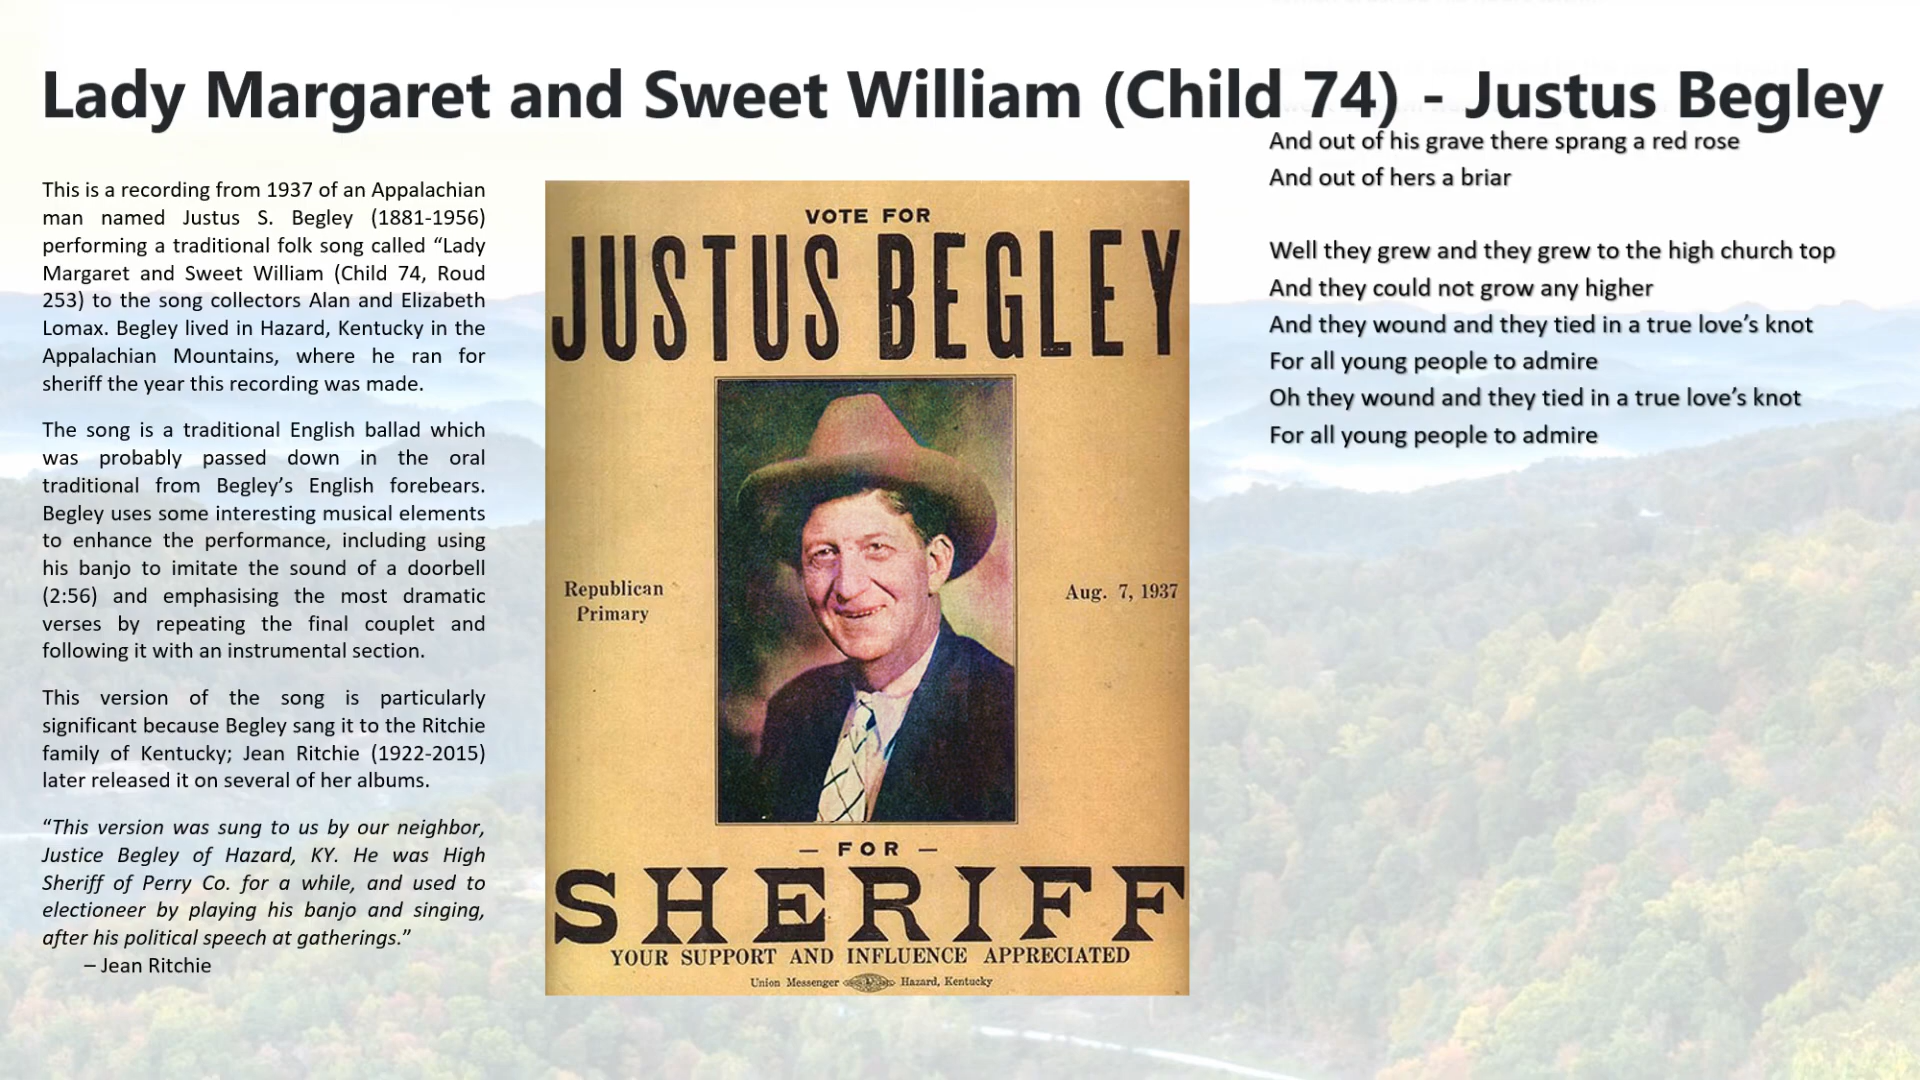 Lady Margaret and Sweet William (Child 74) - Justus Begley
This is a recording from 1937 of an Appalachian
man named Justus S. Begley (1881-1956)
performing a traditional folk song called “Lady
Margaret and Sweet William (Child 74, Roud
253) to the song collectors Alan and Elizabeth
Lomax. Begley lived in Hazard, Kentucky in the
Appalachian Mountains, where he ran for
sheriff the year this recording was made.
The song is a traditional English ballad which
was probably passed down in the oral
traditional from Begley’s English forebears.
Begley uses some interesting musical elements
to enhance the performance, including using
his banjo to imitate the sound of a doorbell
(2:56) and emphasising the most dramatic
verses by repeating the final couplet and
following it with an instrumental section.
This version of the song is particularly
significant because Begley sang it to the Ritchie
family of Kentucky; Jean Ritchie (1922-2015)
later released it on several of her albums.
“This version was sung to us by our neighbor,
Justice Begley of Hazard, KY. He was High
Sheriff of Perry Co. for a while, and used to
electioneer by playing his banjo and singing,
after his political speech at gatherings.”
– Jean Ritchie
VOTE FOR
JUSTUS BEGLEY
Republican
Primary
Aug. 7, 1937
— FOR —
SHERIFF
YOUR SUPPORT AND INFLUENCE APPRECIATED
Union Messenger Hazard, Kentucky
And out of his grave there sprang a red rose
And out of hers a briar
Well they grew and they grew to the high church top
And they could not grow any higher
And they wound and they tied in a true love’s knot
For all young people to admire
Oh they wound and they tied in a true love’s knot
For all young people to admire